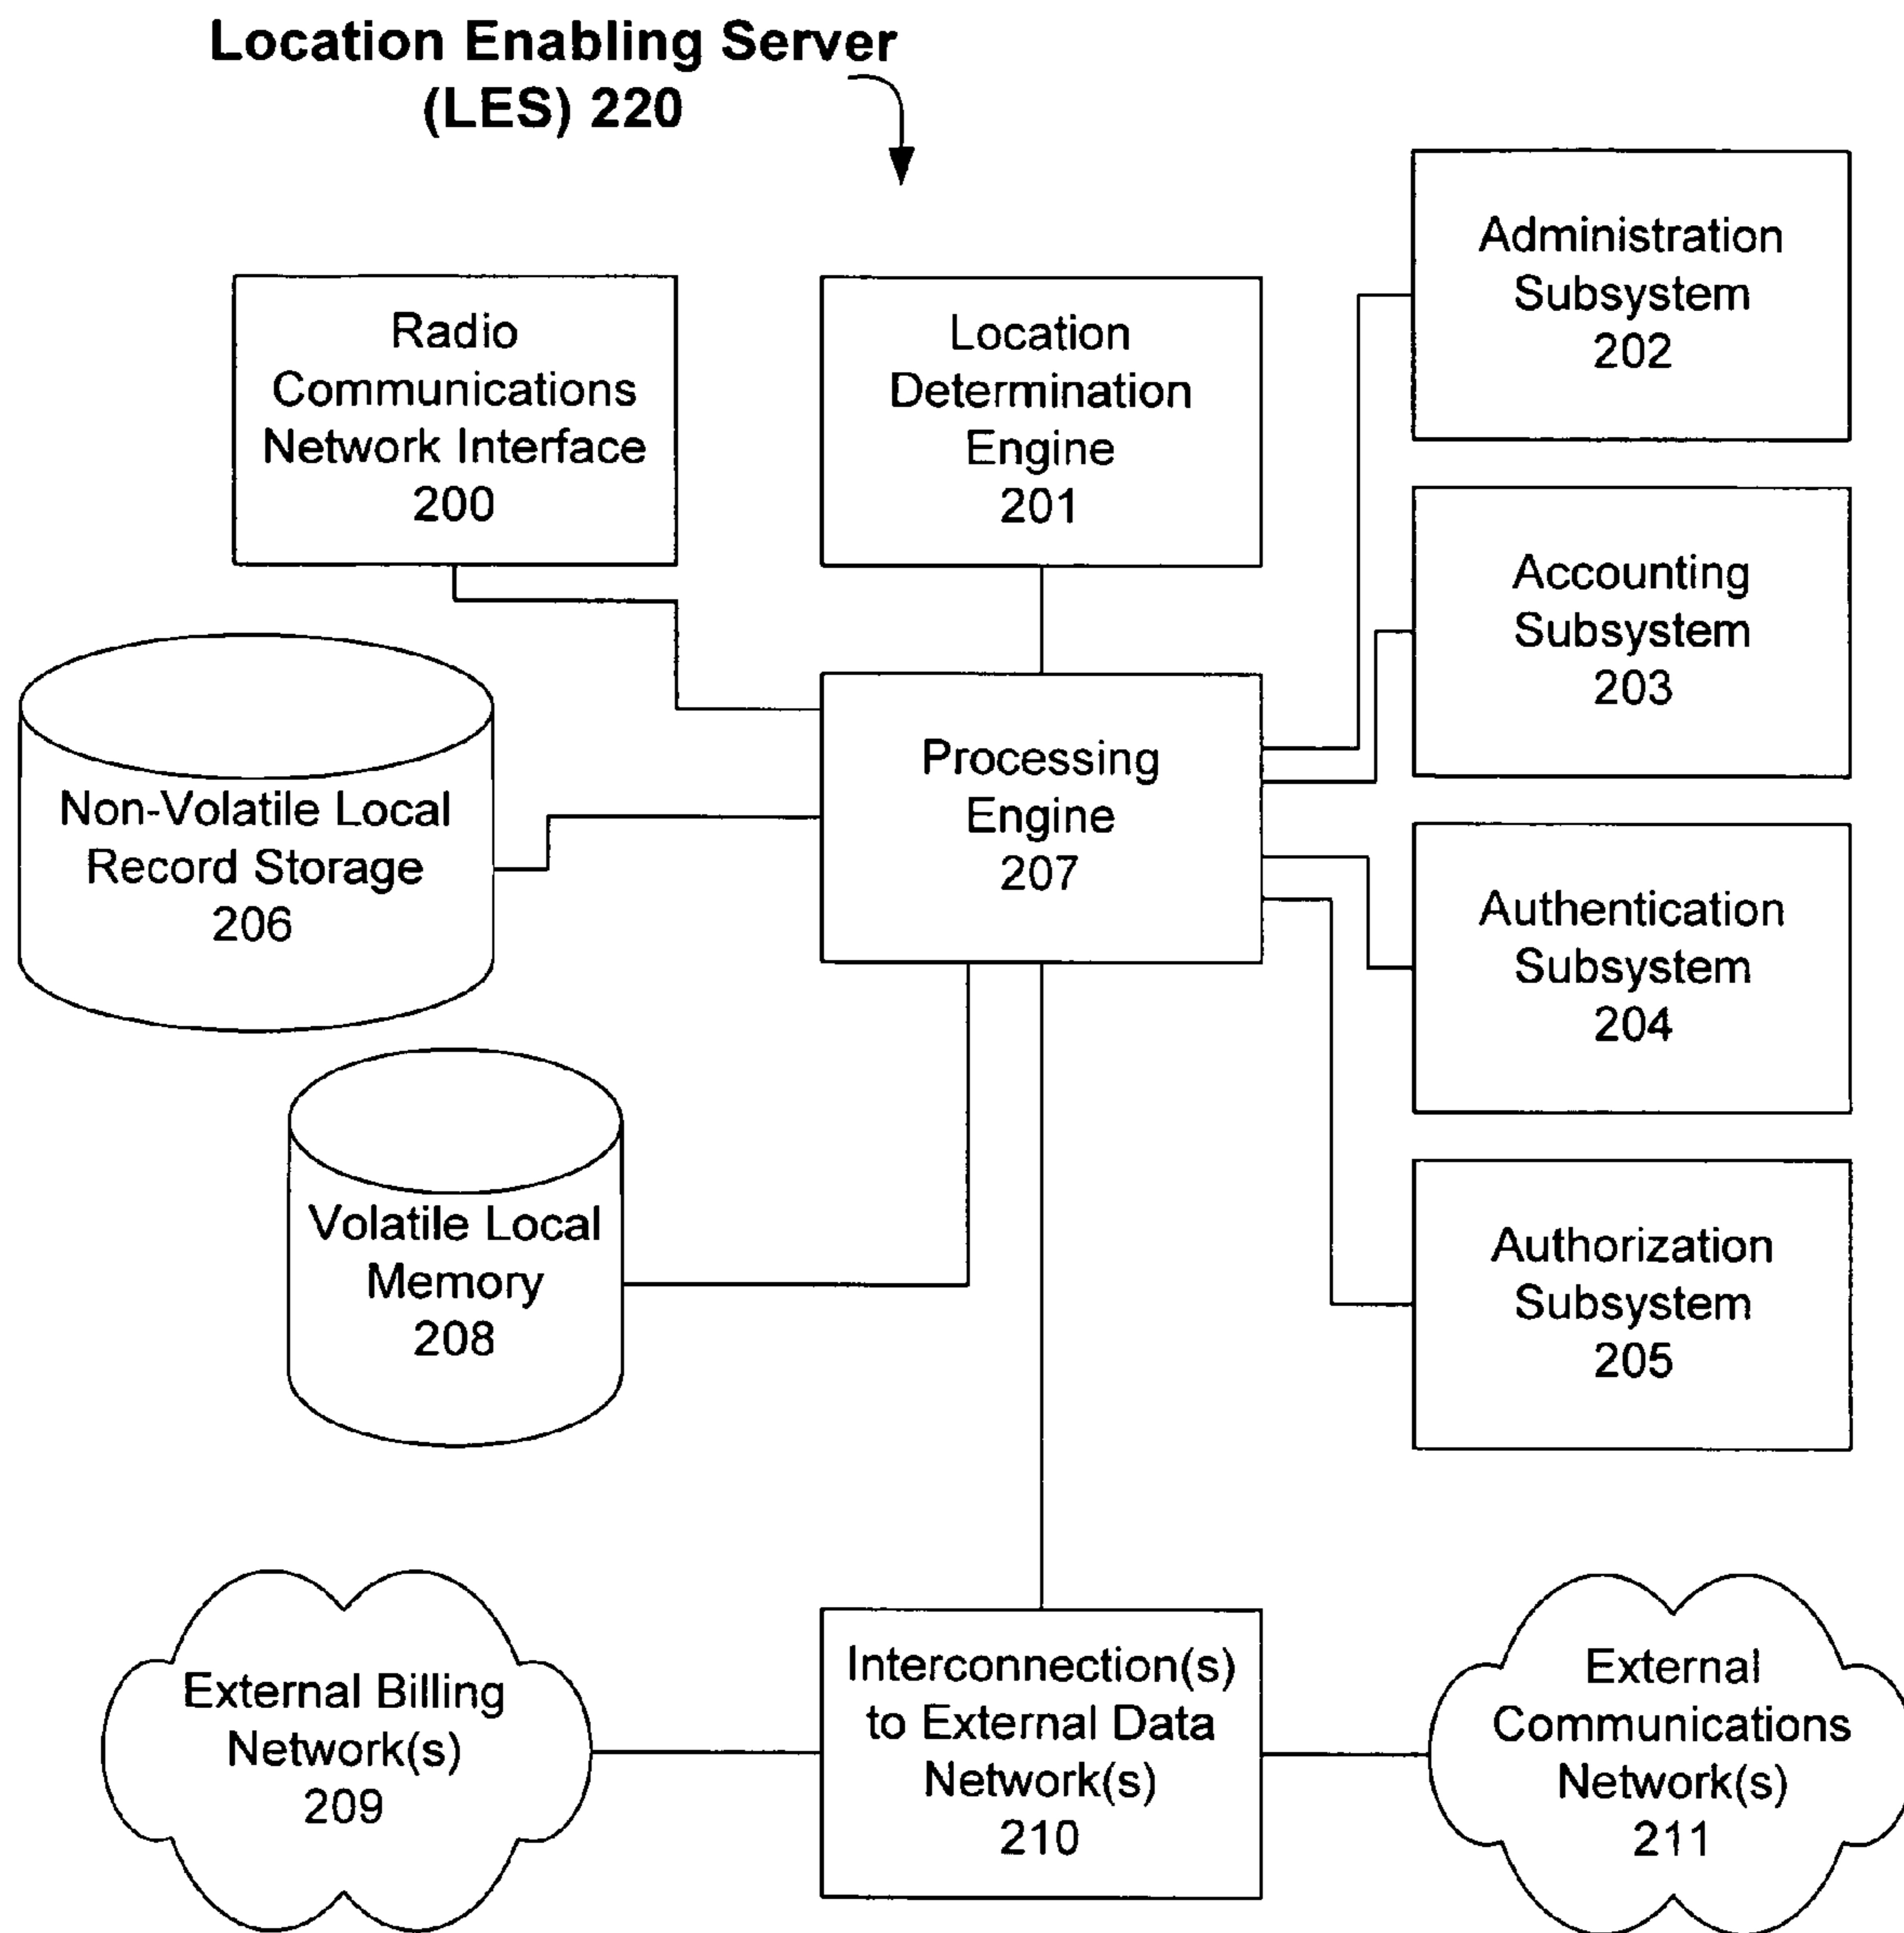 Location Enabling Server
(LES) 220
Radio
Communications
Network Interface
200
Location
Determination
Engine
201
Administration
Subsystem
202
Accounting
Subsystem
203
Non-Volatile Local
Record Storage
206
Processing
Engine
207
Authentication
Subsystem
204
Volatile Local
Memory
208
Authorization
Subsystem
205
External Billing
Network(s)
209
Interconnection(s)
to External Data
Network(s)
210
External
Communications
Network(s)
211